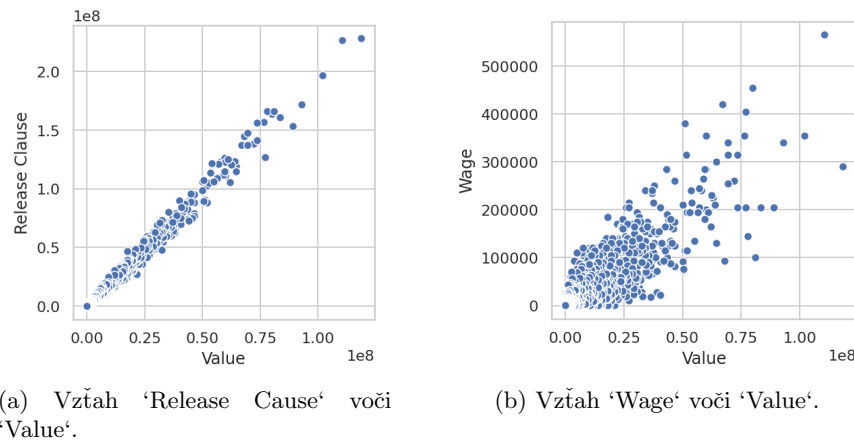 1e8
2.0
1.5
1.0
0.5
0.0
Release Clause
0.00 0.25 0.50 0.75 1.00
1e8
Value
500000
400000
300000
200000
100000
0
Wage
0.00 0.25 0.50 0.75 1.00
1e8
Value
(a) Vzťah ‘Release Cause‘ voči
‘Value‘.
(b) Vzťah ‘Wage‘ voči ‘Value‘.